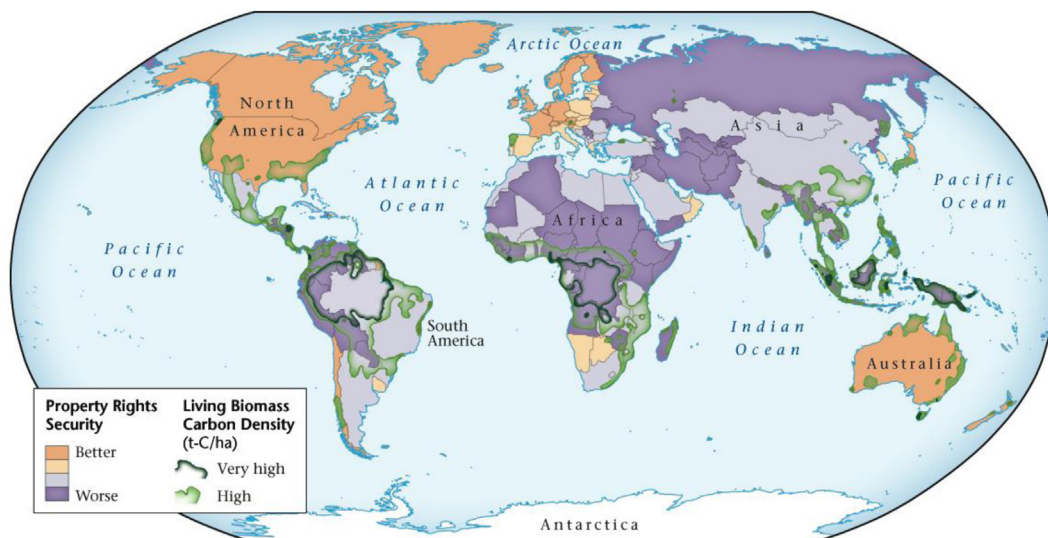 Arctic Ocean
North
America
Asia
Atlantic
Ocean
Pacific
Ocean
Africa
Pacific
Ocean
South
America
Indian
Ocean
Australia
Property Rights
Security
Better
Worse
Living Biomass
Carbon Density
(t-C/ha)
Very high
High
Antarctica